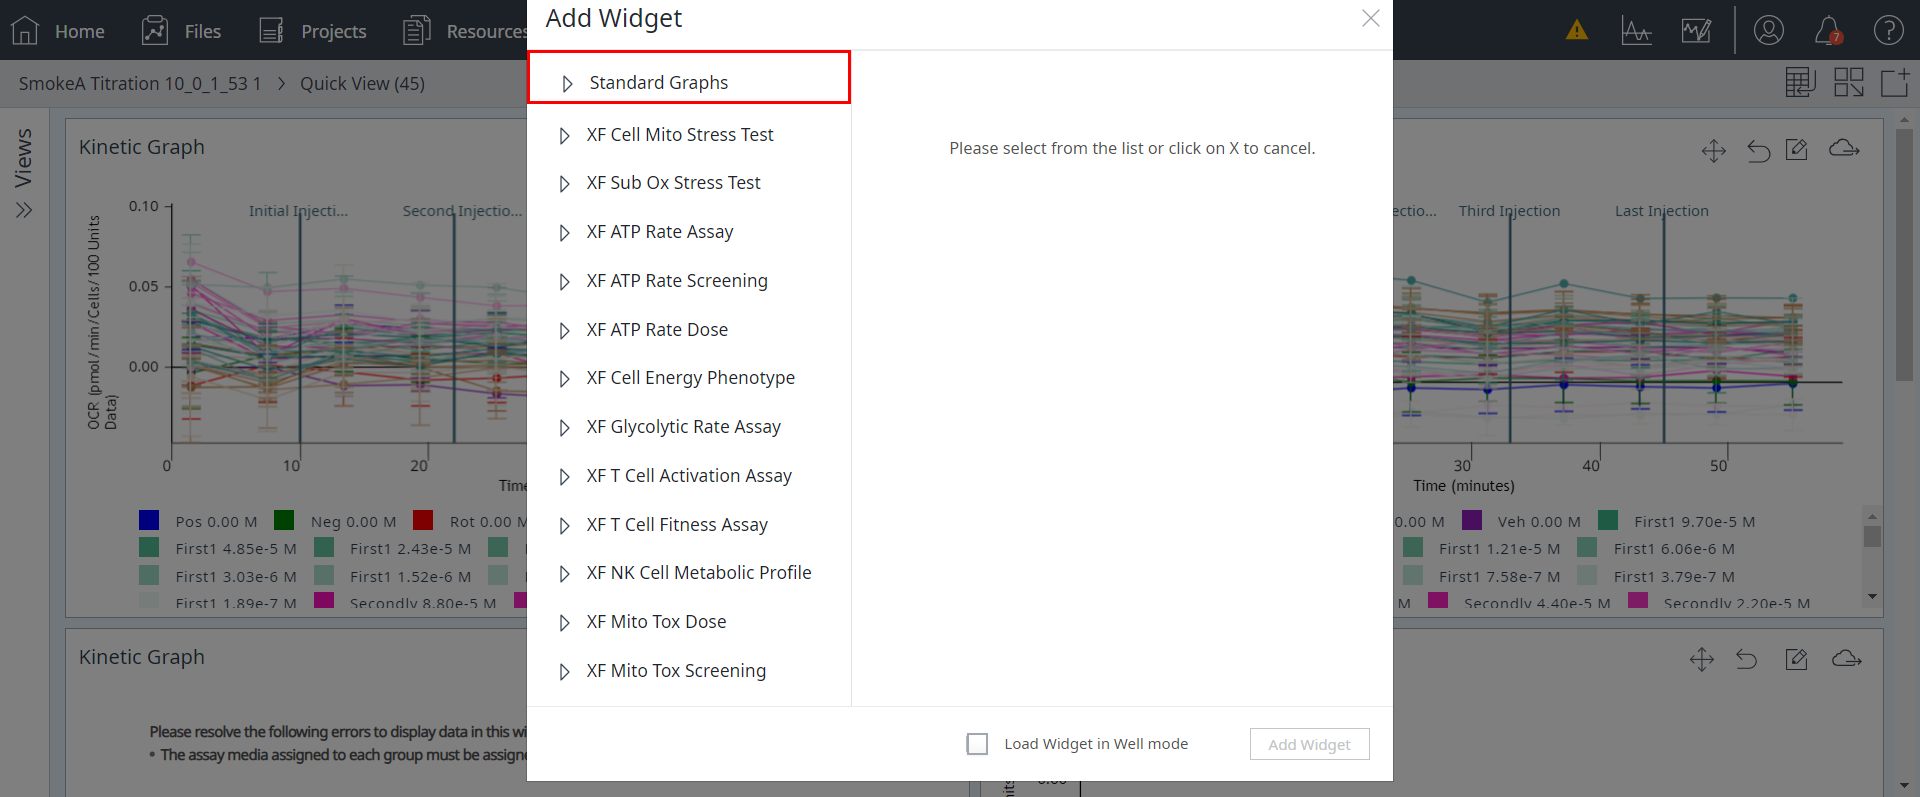 Home
Files
Projects
Resources
7
SmokeA Titration 10_0_1_53 1 > Quick View (45)
Views
Add Widget
Standard Graphs
XF Cell Mito Stress Test
XF Sub Ox Stress Test
XF ATP Rate Assay
XF ATP Rate Screening
XF ATP Rate Dose
XF Cell Energy Phenotype
XF Glycolytic Rate Assay
XF T Cell Activation Assay
XF T Cell Fitness Assay
XF NK Cell Metabolic Profile
XF Mito Tox Dose
XF Mito Tox Screening
Please select from the list or click on X to cancel.
Load Widget in Well mode
Add Widget
Kinetic Graph
Initial Injecti...
Second Injectio...
0.10
0.05
0.00
OCR (pmol/min/Cells/100 Units
Data)
0
10
20
Time
Pos 0.00 M
Neg 0.00 M
Rot 0.00 M
First1 4.85e-5 M
First1 2.43e-5 M
First1 3.03e-6 M
First1 1.52e-6 M
First1 1.89e-7 M
Secondly 8.80e-5 M
ectio...
Third Injection
Last Injection
30
40
50
Time (minutes)
0.00 M
Veh 0.00 M
First1 9.70e-5 M
First1 1.21e-5 M
First1 6.06e-6 M
First1 7.58e-7 M
First1 3.79e-7 M
M
Secondly 4.40e-5 M
Secondly 2.20e-5 M
Kinetic Graph
Please resolve the following errors to display data in this wi
• The assay media assigned to each group must be assigne